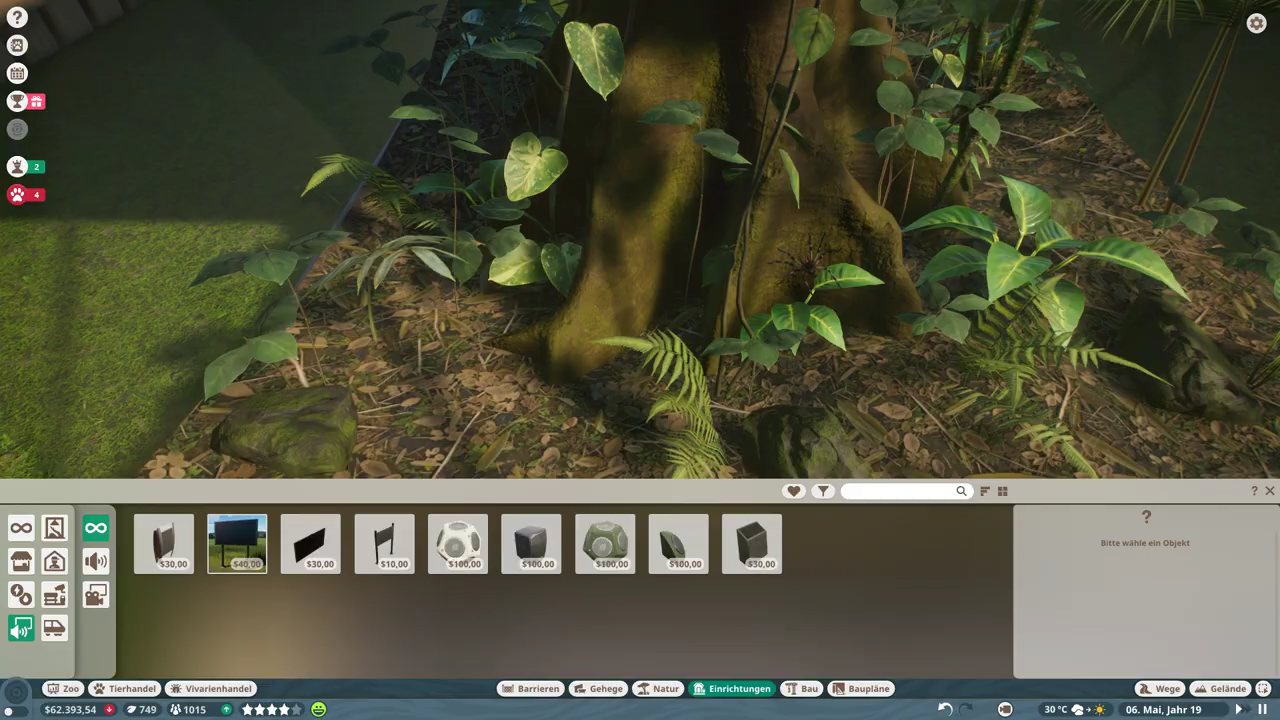 ?
2
4
?
$30,00
$40,00
$30,00
$10,00
$100,00
$100,00
$100,00
$100,00
$30,00
?
Bitte wähle ein Objekt
Zoo
Tierhandel
Vivarienhandel
Barrieren
Gehege
Natur
Einrichtungen
Bau
Baupläne
Wege
Gelände
$62.393,54
749
1015
30 °C
06. Mai, Jahr 19